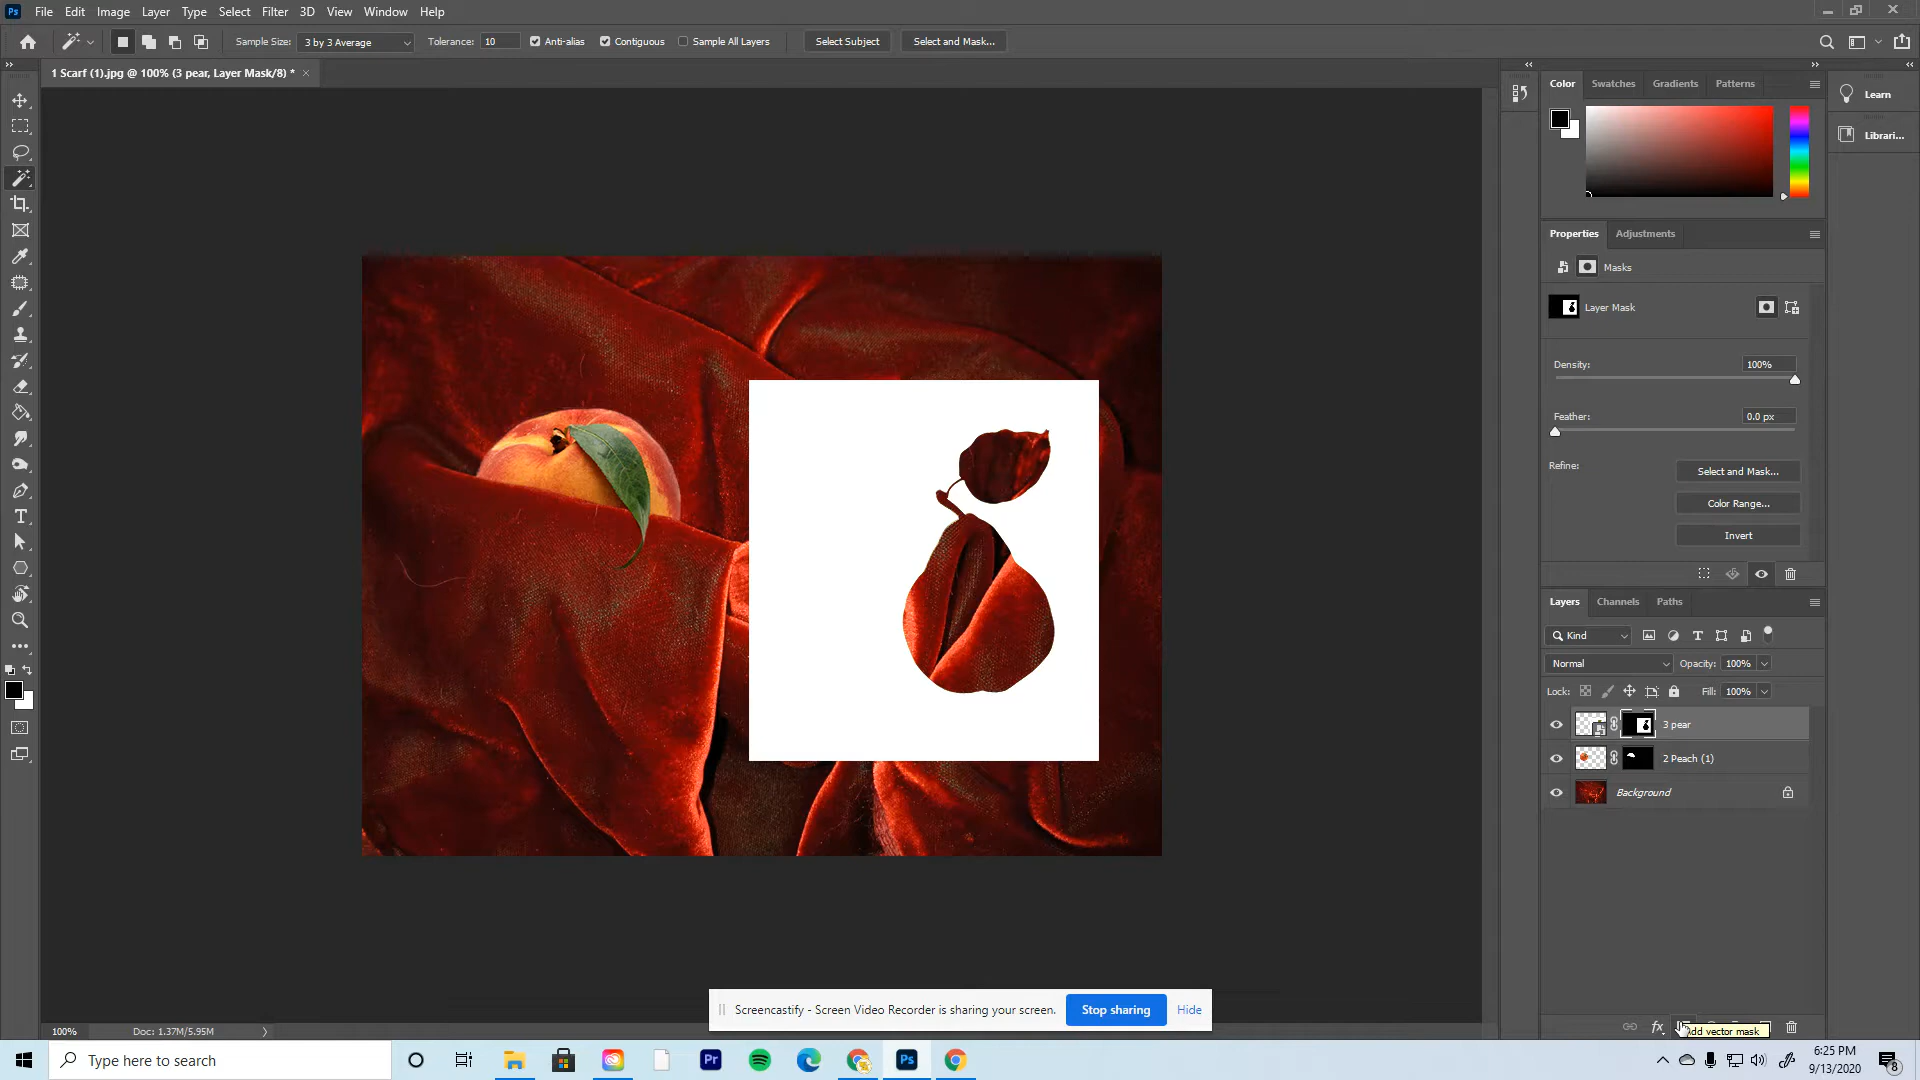 Ps File Edit Image Layer Type Select Filter 3D View Window Help
Sample Size: 3 by 3 Average Tolerance: 10 Anti-alias Contiguous Sample All Layers Select Subject Select and Mask...
1 Scarf (1).jpg @ 100% (3 pear, Layer Mask/8) * ×
Color Swatches Gradients Patterns
Learn
Librari...
Properties Adjustments
Masks
Layer Mask
Density: 100%
Feather: 0.0 px
Refine: Select and Mask...
Color Range...
Invert
Layers Channels Paths
Kind
Normal Opacity: 100%
Lock: Fill: 100%
3 pear
2 Peach (1)
Background
fx
Add vector mask
Screencastify - Screen Video Recorder is sharing your screen. Stop sharing Hide
100% Doc: 1.37M/5.95M
Type here to search
Pr
Ps
6:25 PM
9/13/2020
8